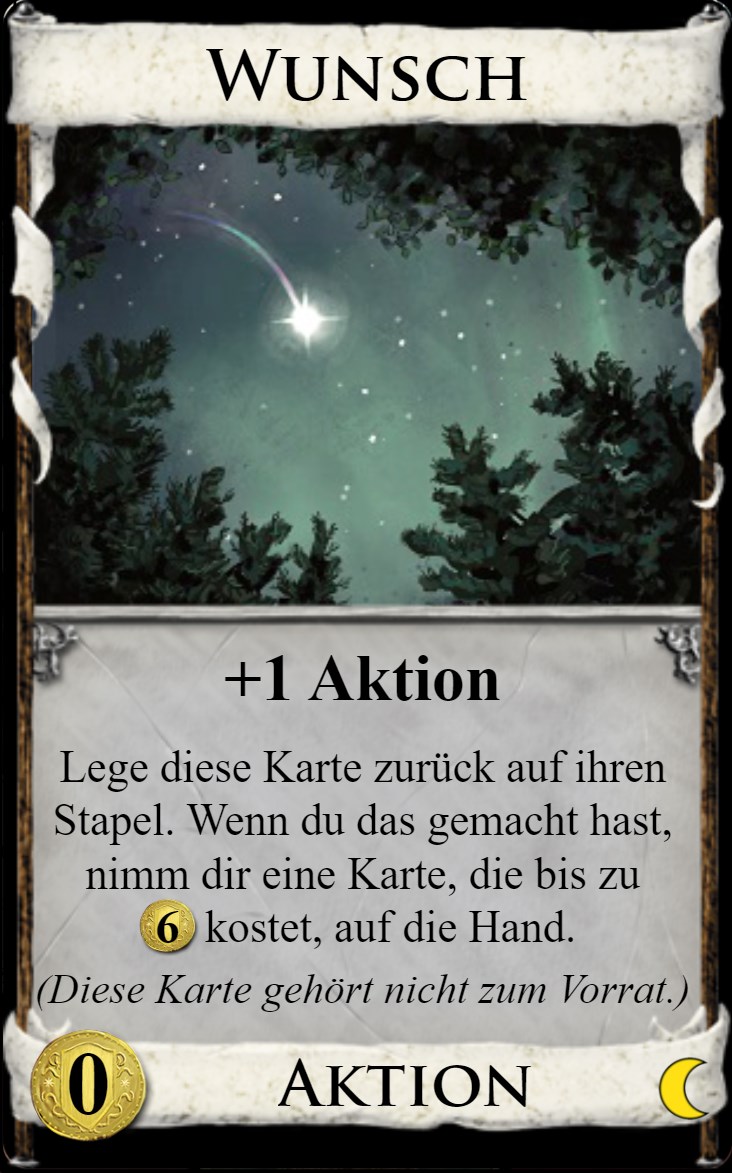 WUNSCH
+1 Aktion
Lege diese Karte zurück auf ihren
Stapel. Wenn du das gemacht hast,
nimm dir eine Karte, die bis zu
6 kostet, auf die Hand.
(Diese Karte gehört nicht zum Vorrat.)
0 AKTION